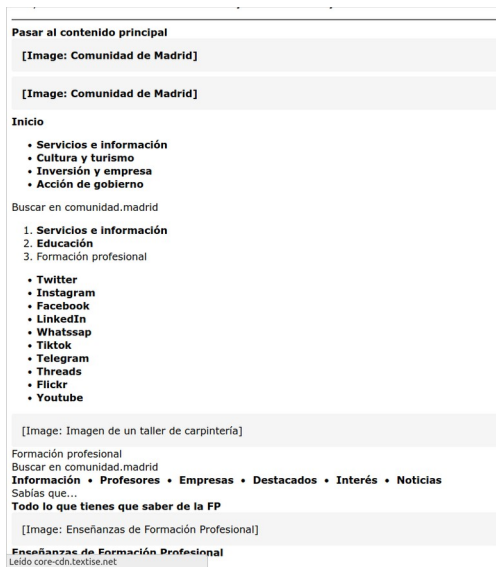 Pasar al contenido principal
[Image: Comunidad de Madrid]
[Image: Comunidad de Madrid]
Inicio
• Servicios e información
• Cultura y turismo
• Inversión y empresa
• Acción de gobierno
Buscar en comunidad.madrid
1. Servicios e información
2. Educación
3. Formación profesional
• Twitter
• Instagram
• Facebook
• LinkedIn
• Whatssap
• Tiktok
• Telegram
• Threads
• Flickr
• Youtube
[Image: Imagen de un taller de carpintería]
Formación profesional
Buscar en comunidad.madrid
Información • Profesores • Empresas • Destacados • Interés • Noticias
Sabías que...
Todo lo que tienes que saber de la FP
[Image: Enseñanzas de Formación Profesional]
Enseñanzas de Formación Profesional
Leído core-cdn.textise.net